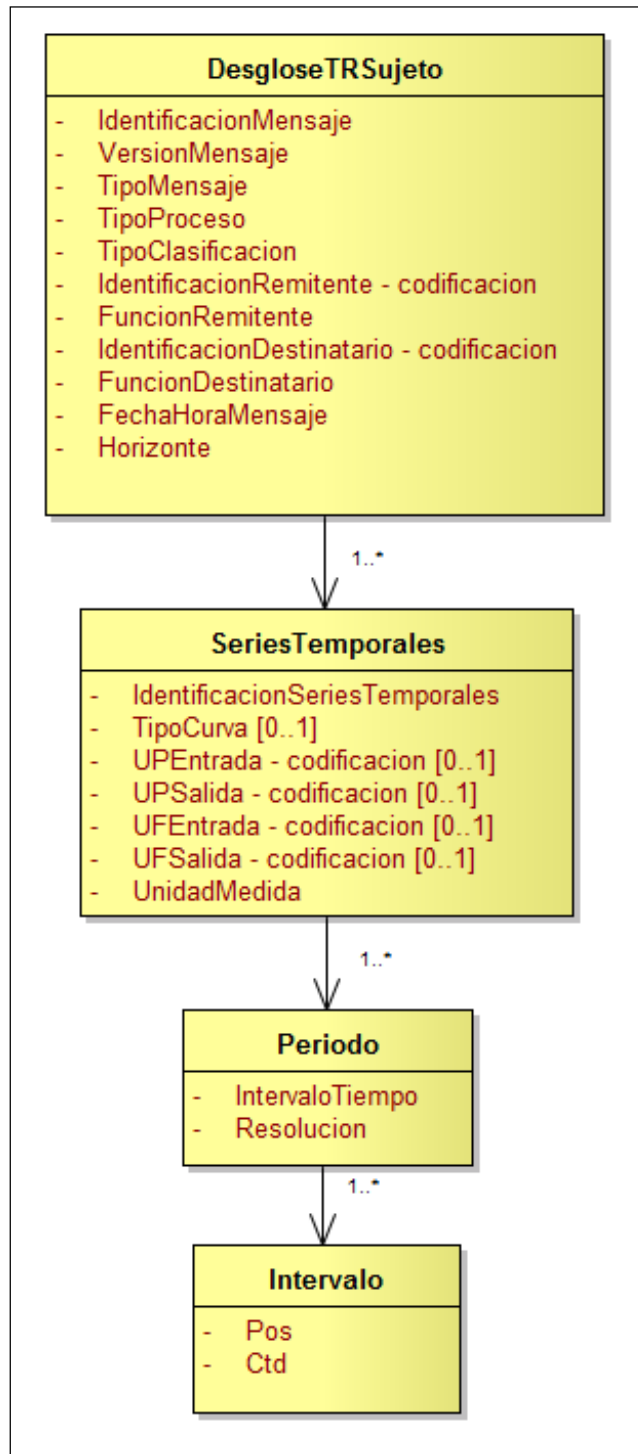 DesgloseTRSujeto
- IdentificacionMensaje
- VersionMensaje
- TipoMensaje
- TipoProceso
- TipoClasificacion
- IdentificacionRemitente - codificacion
- FuncionRemitente
- IdentificacionDestinatario - codificacion
- FuncionDestinatario
- FechaHoraMensaje
- Horizonte
1..*
SeriesTemporales
- IdentificacionSeriesTemporales
- TipoCurva [0..1]
- UPEntrada - codificacion [0..1]
- UPSalida - codificacion [0..1]
- UFEntrada - codificacion [0..1]
- UFSalida - codificacion [0..1]
- UnidadMedida
1..*
Periodo
- IntervaloTiempo
- Resolucion
1..*
Intervalo
- Pos
- Ctd